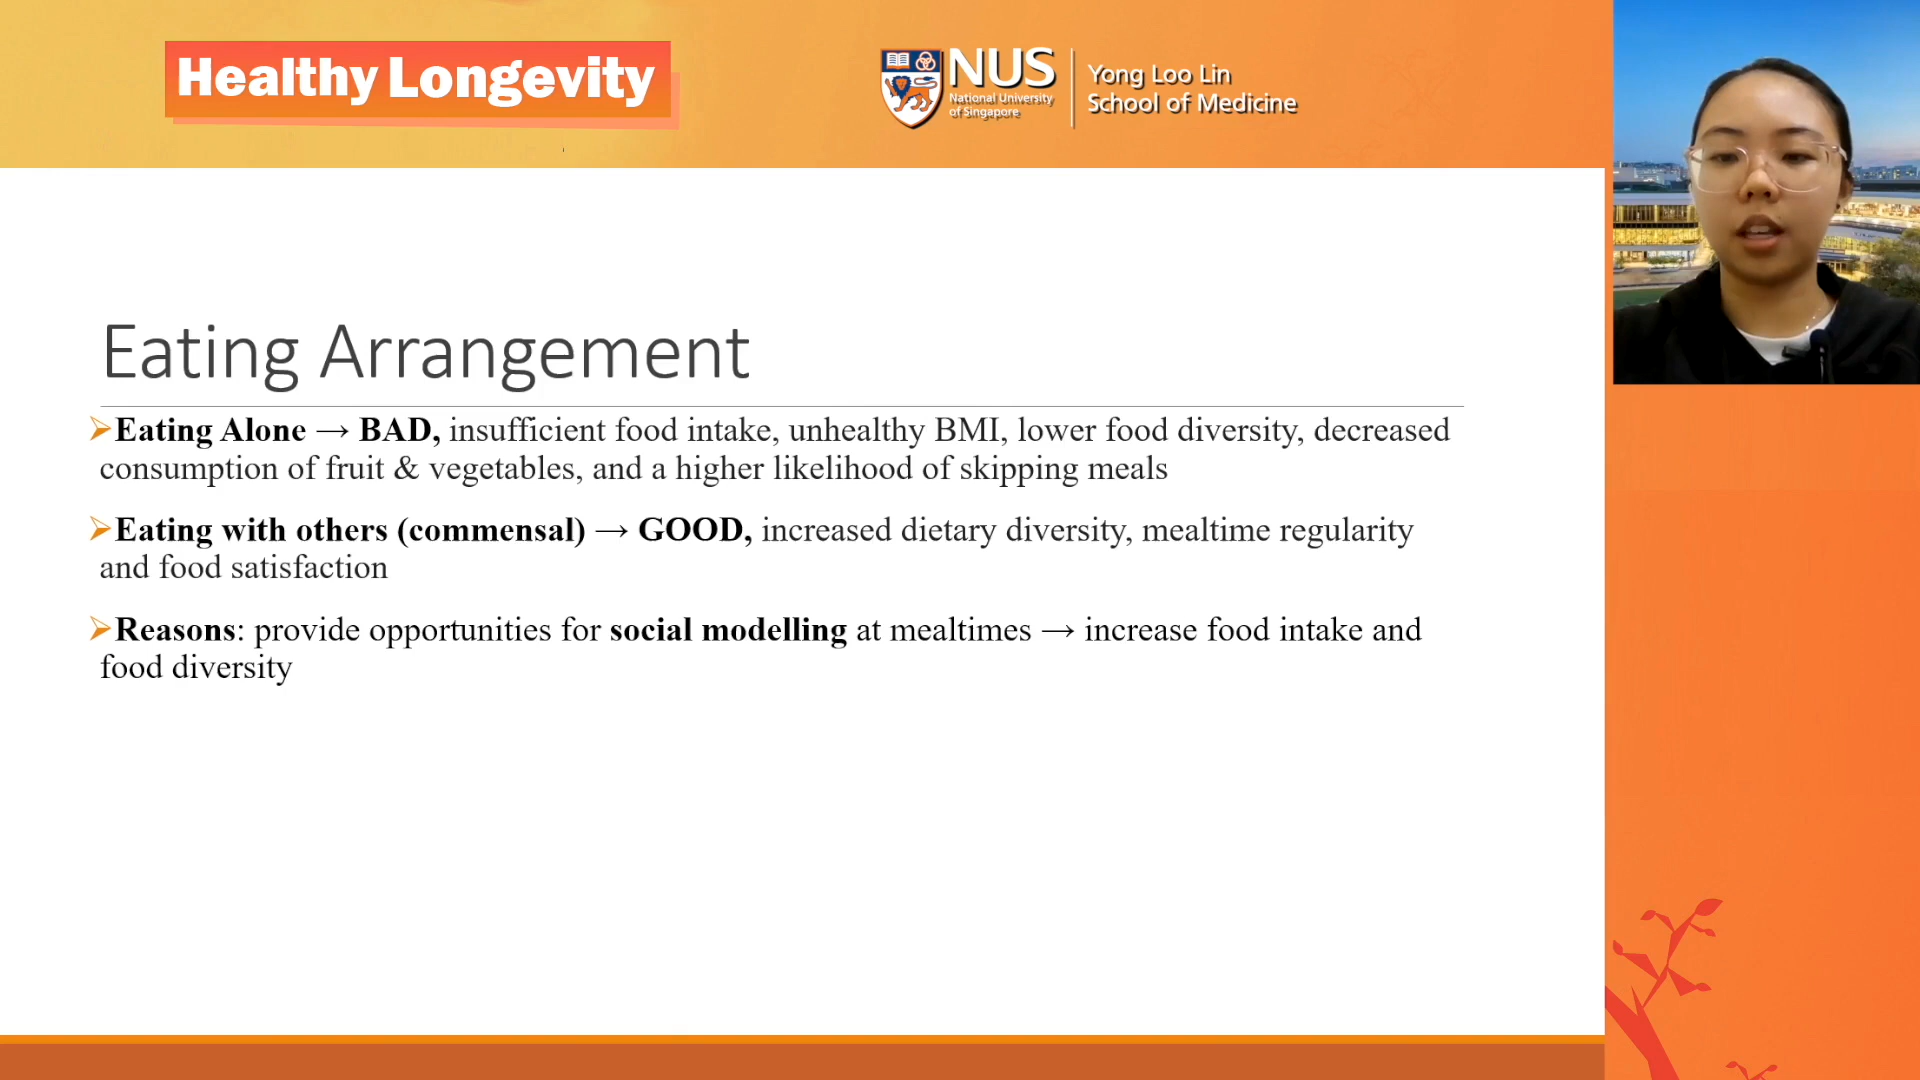 Healthy Longevity
NUS
National University
of Singapore
Yong Loo Lin
School of Medicine
Eating Arrangement
➢Eating Alone → BAD, insufficient food intake, unhealthy BMI, lower food diversity, decreased
consumption of fruit & vegetables, and a higher likelihood of skipping meals
➢Eating with others (commensal) → GOOD, increased dietary diversity, mealtime regularity
and food satisfaction
➢Reasons: provide opportunities for social modelling at mealtimes → increase food intake and
food diversity